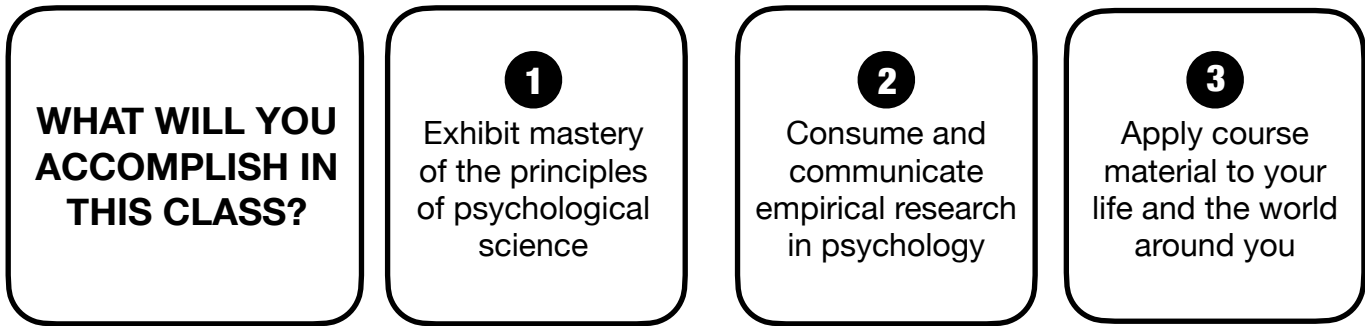 WHAT WILL YOU
ACCOMPLISH IN
THIS CLASS?
1
Exhibit mastery
of the principles
of psychological
science
2
Consume and
communicate
empirical research
in psychology
3
Apply course
material to your
life and the world
around you